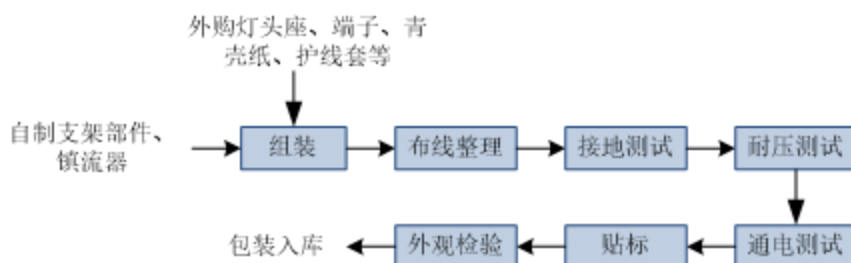 外购灯头座、端子、青
壳纸、护线套等
自制支架部件、
镇流器
组装
布线整理
接地测试
耐压测试
通电测试
贴标
外观检验
包装入库